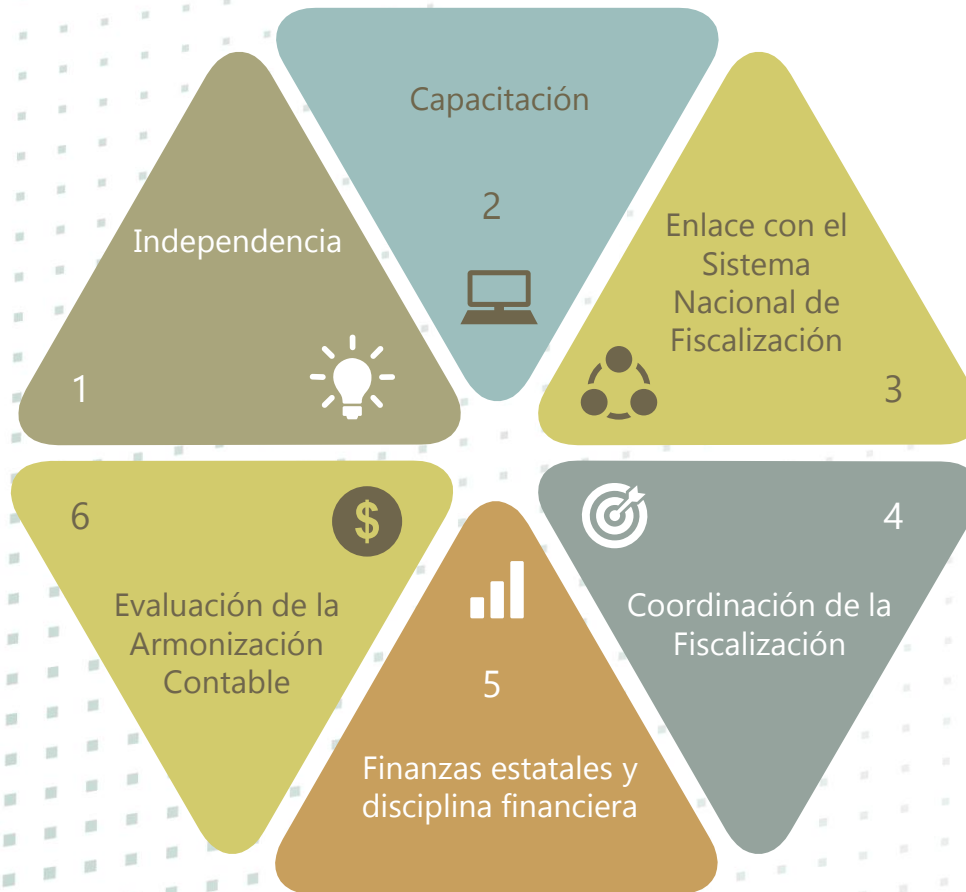 Independencia
1
Capacitación
2
Enlace con el
Sistema
Nacional de
Fiscalización
3
4
Coordinación de la
Fiscalización
5
Finanzas estatales y
disciplina financiera
6
$
Evaluación de la
Armonización
Contable